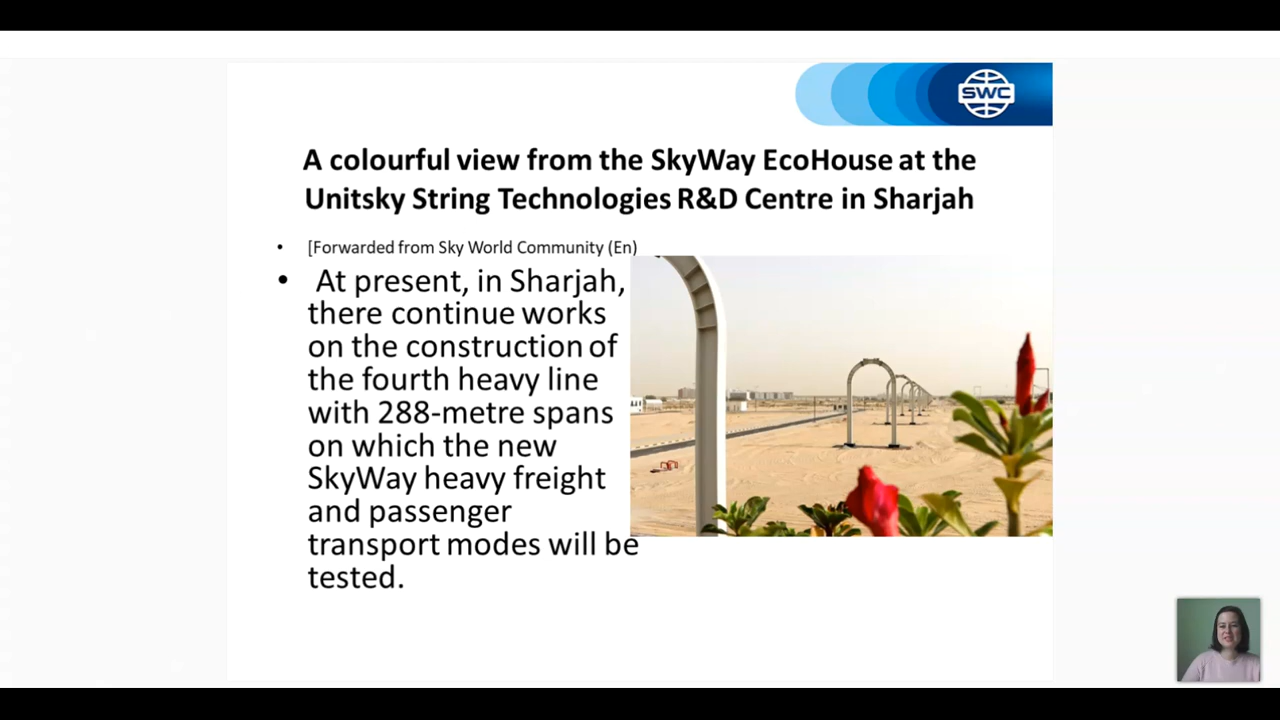 SWC
A colourful view from the SkyWay EcoHouse at the
Unitsky String Technologies R&D Centre in Sharjah
• [Forwarded from Sky World Community (En)
• At present, in Sharjah,
there continue works
on the construction of
the fourth heavy line
with 288-metre spans
on which the new
SkyWay heavy freight
and passenger
transport modes will be
tested.